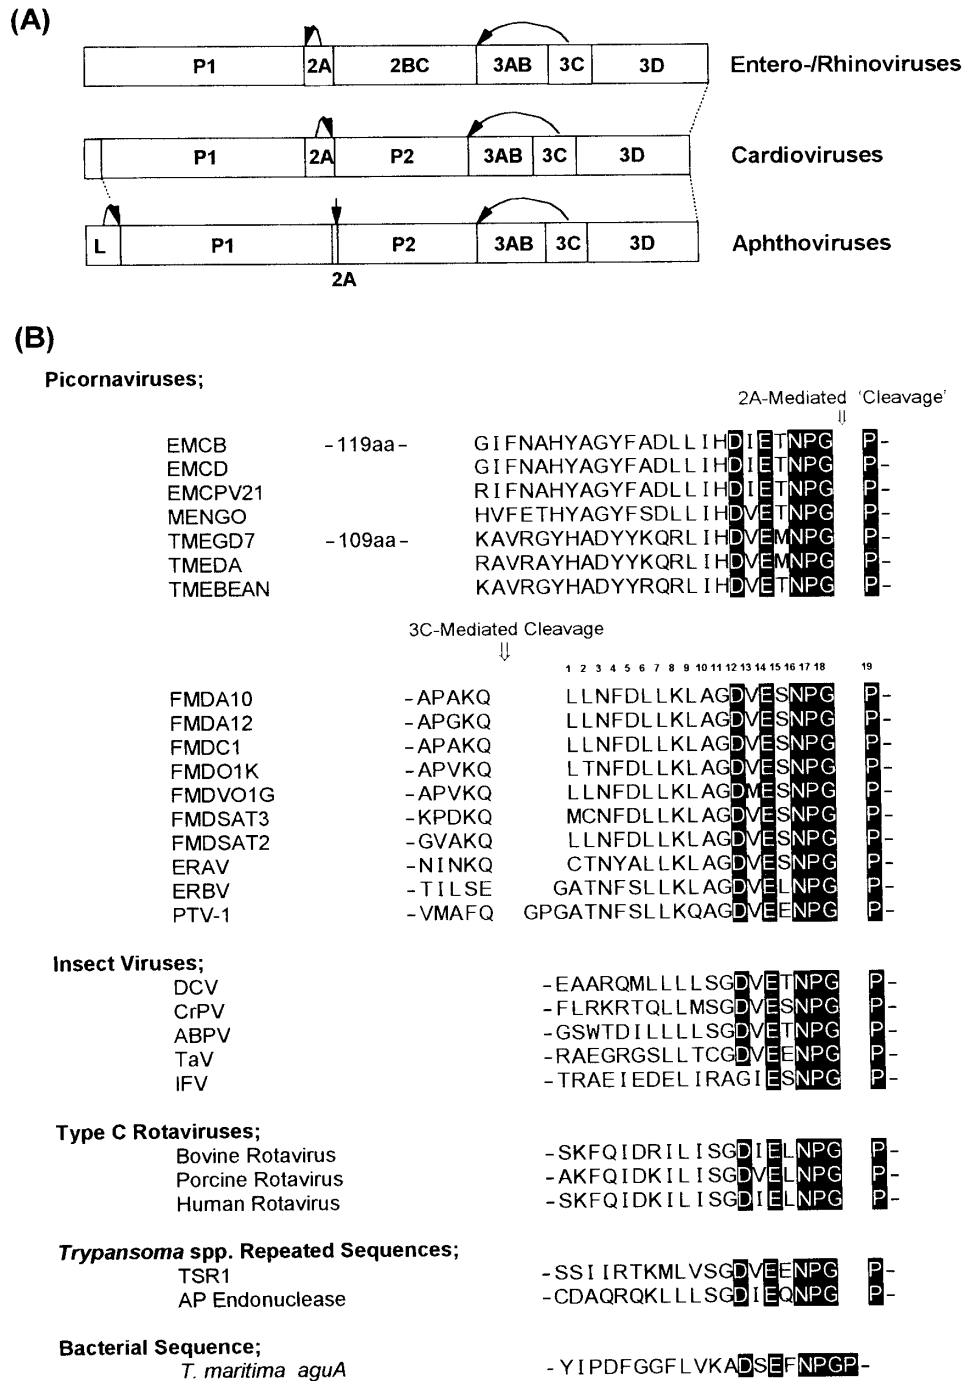 (A)
P1 2A 2BC 3AB 3C 3D Entero-/Rhinoviruses
P1 2A P2 3AB 3C 3D Cardioviruses
L P1 P2 3AB 3C 3D Aphthoviruses
2A
(B)
Picornaviruses;
2A-Mediated 'Cleavage'
⇓
EMCB -119aa- GIFNAHYAGYFADLLIHDIETNPG P-
EMCD GIFNAHYAGYFADLLIHDIETNPG P-
EMCPV21 RIFNAHYAGYFADLLIHDIETNPG P-
MENGO HVFETHYAGYFSDLLIHDVETNPG P-
TMEGD7 -109aa- KAVRGYHADYYKQRLIHDVEMNPG P-
TMEDA RAVRAYHADYYKQRLIHDVEMNPG P-
TMEBEAN KAVRGYHADYYRQRLIHDVETNPG P-
3C-Mediated Cleavage
⇓
1 2 3 4 5 6 7 8 9 10 11 12 13 14 15 16 17 18 19
FMDA10 -APAKQ LLNFDLLKLAGDVESNPG P-
FMDA12 -APGKQ LLNFDLLKLAGDVESNPG P-
FMDC1 -APAKQ LLNFDLLKLAGDVESNPG P-
FMDO1K -APVKQ LTNFDLLKLAGDVESNPG P-
FMDVO1G -APVKQ LLNFDLLKLAGDMESNPG P-
FMDSAT3 -KPDKQ MCNFDLLKLAGDVESNPG P-
FMDSAT2 -GVAKQ LLNFDLLKLAGDVESNPG P-
ERAV -NINKQ CTNYALLKLAGDVESNPG P-
ERBV -TILSE GATNFSLLKLAGDVELNPG P-
PTV-1 -VMAFQ GPGATNFSLLKQAGDVEENPG P-
Insect Viruses;
DCV -EAARQMLLLLSGDVETNPG P-
CrPV -FLRKRTQLLMSGDVESNPG P-
ABPV -GSWTDILLLLSGDVETNPG P-
TaV -RAEGRGSLLTCGDVEENPG P-
IFV -TRAEIEDELIRAGIESNPG P-
Type C Rotaviruses;
Bovine Rotavirus -SKFQIDRILISGDIELNPG P-
Porcine Rotavirus -AKFQIDKILISGDVELNPG P-
Human Rotavirus -SKFQIDKILISGDIELNPG P-
Trypansoma spp. Repeated Sequences;
TSR1 -SSIIRTKMLVSGDVEENPG P-
AP Endonuclease -CDAQRQKLLLSGDIEQNPG P-
Bacterial Sequence;
T. maritima aguA -YIPDFGGFLVKADSEFNPGP-